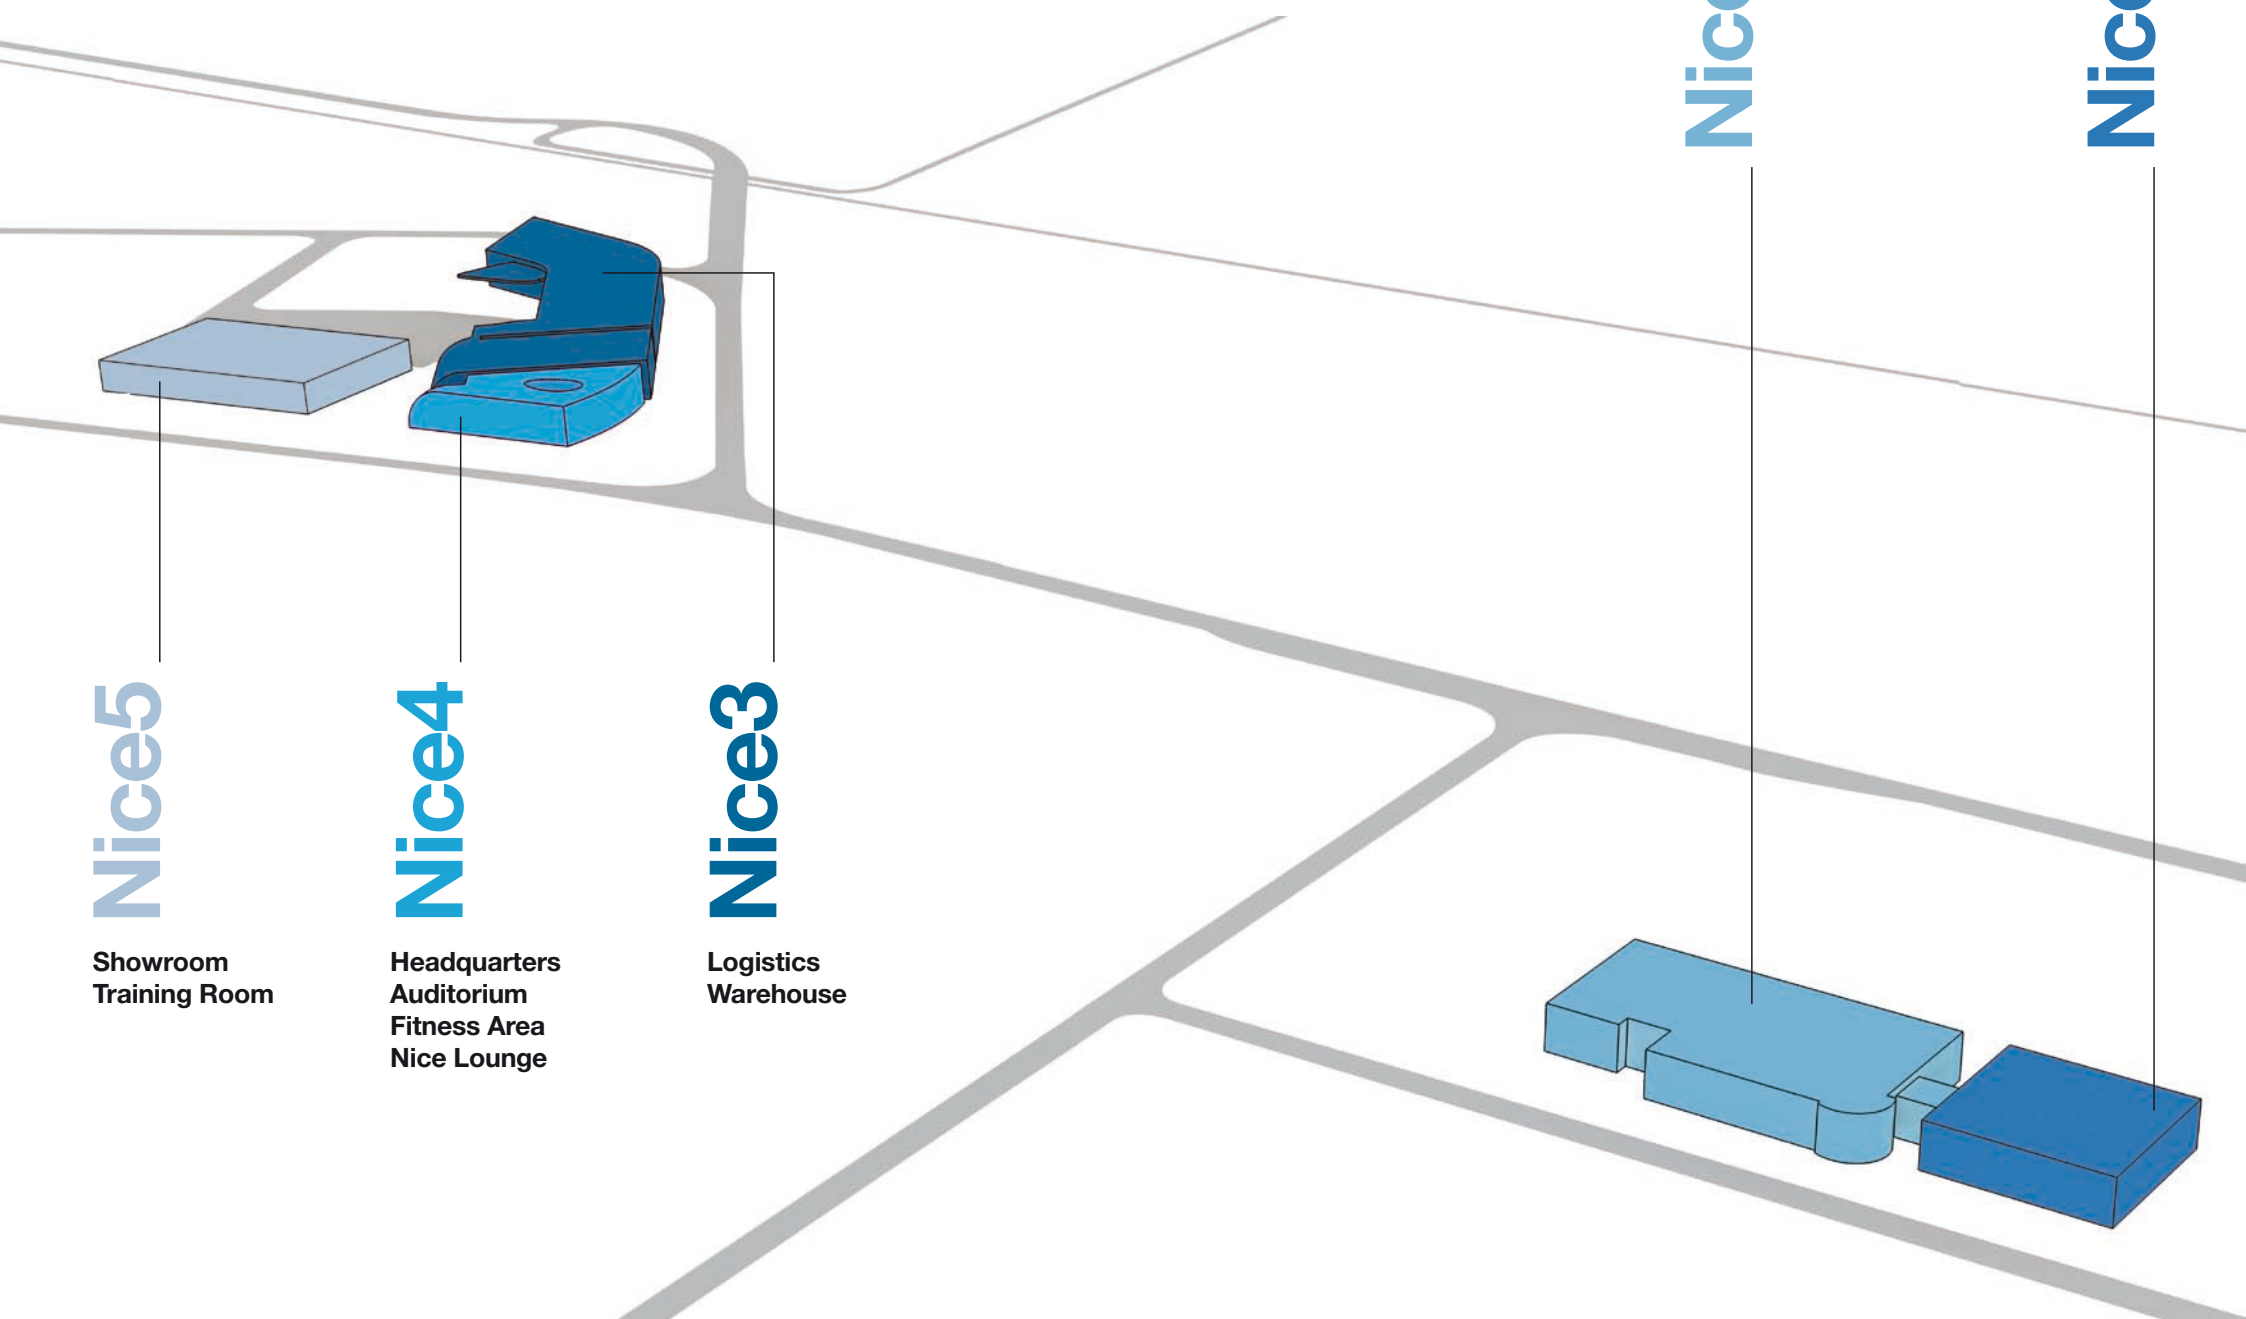 Nice5
Showroom
Training Room
Nice4
Headquarters
Auditorium
Fitness Area
Nice Lounge
Nice3
Logistics
Warehouse